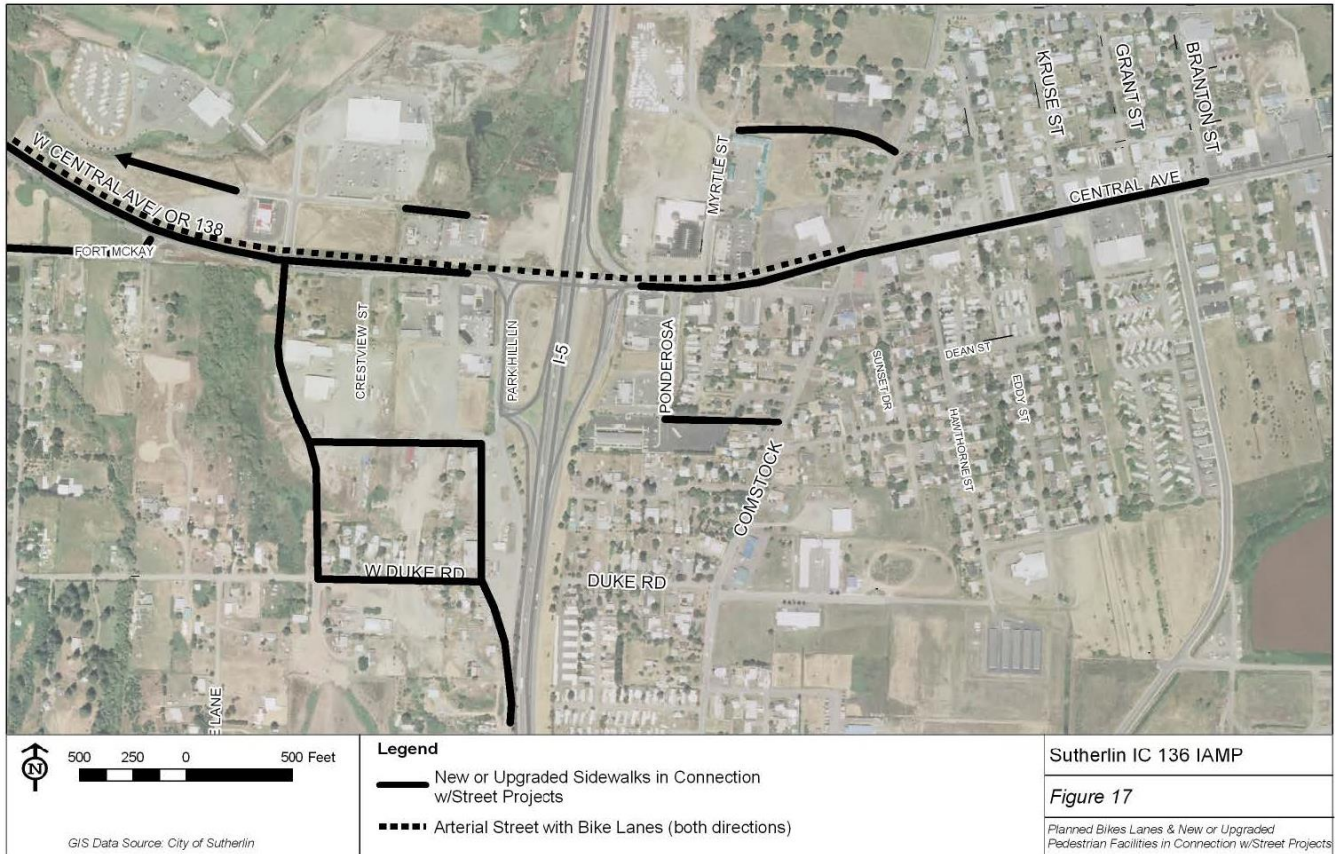 KRUSE ST
GRANT ST
BRANTON ST
MYRTLE ST
W CENTRAL AVE/ OR 138
CENTRAL AVE
FORT MCKAY
CRESTVIEW ST
PARK HILL LN
I-5
PONDEROSA
SUNSET DR
DEAN ST
EDDY ST
HAWTHORNE ST
COMSTOCK
W DUKE RD
DUKE RD
E LANE
N
500 250 0 500 Feet
GIS Data Source: City of Sutherlin
Legend
New or Upgraded Sidewalks in Connection
w/Street Projects
Arterial Street with Bike Lanes (both directions)
Sutherlin IC 136 IAMP
Figure 17
Planned Bikes Lanes & New or Upgraded
Pedestrian Facilities in Connection w/Street Projects